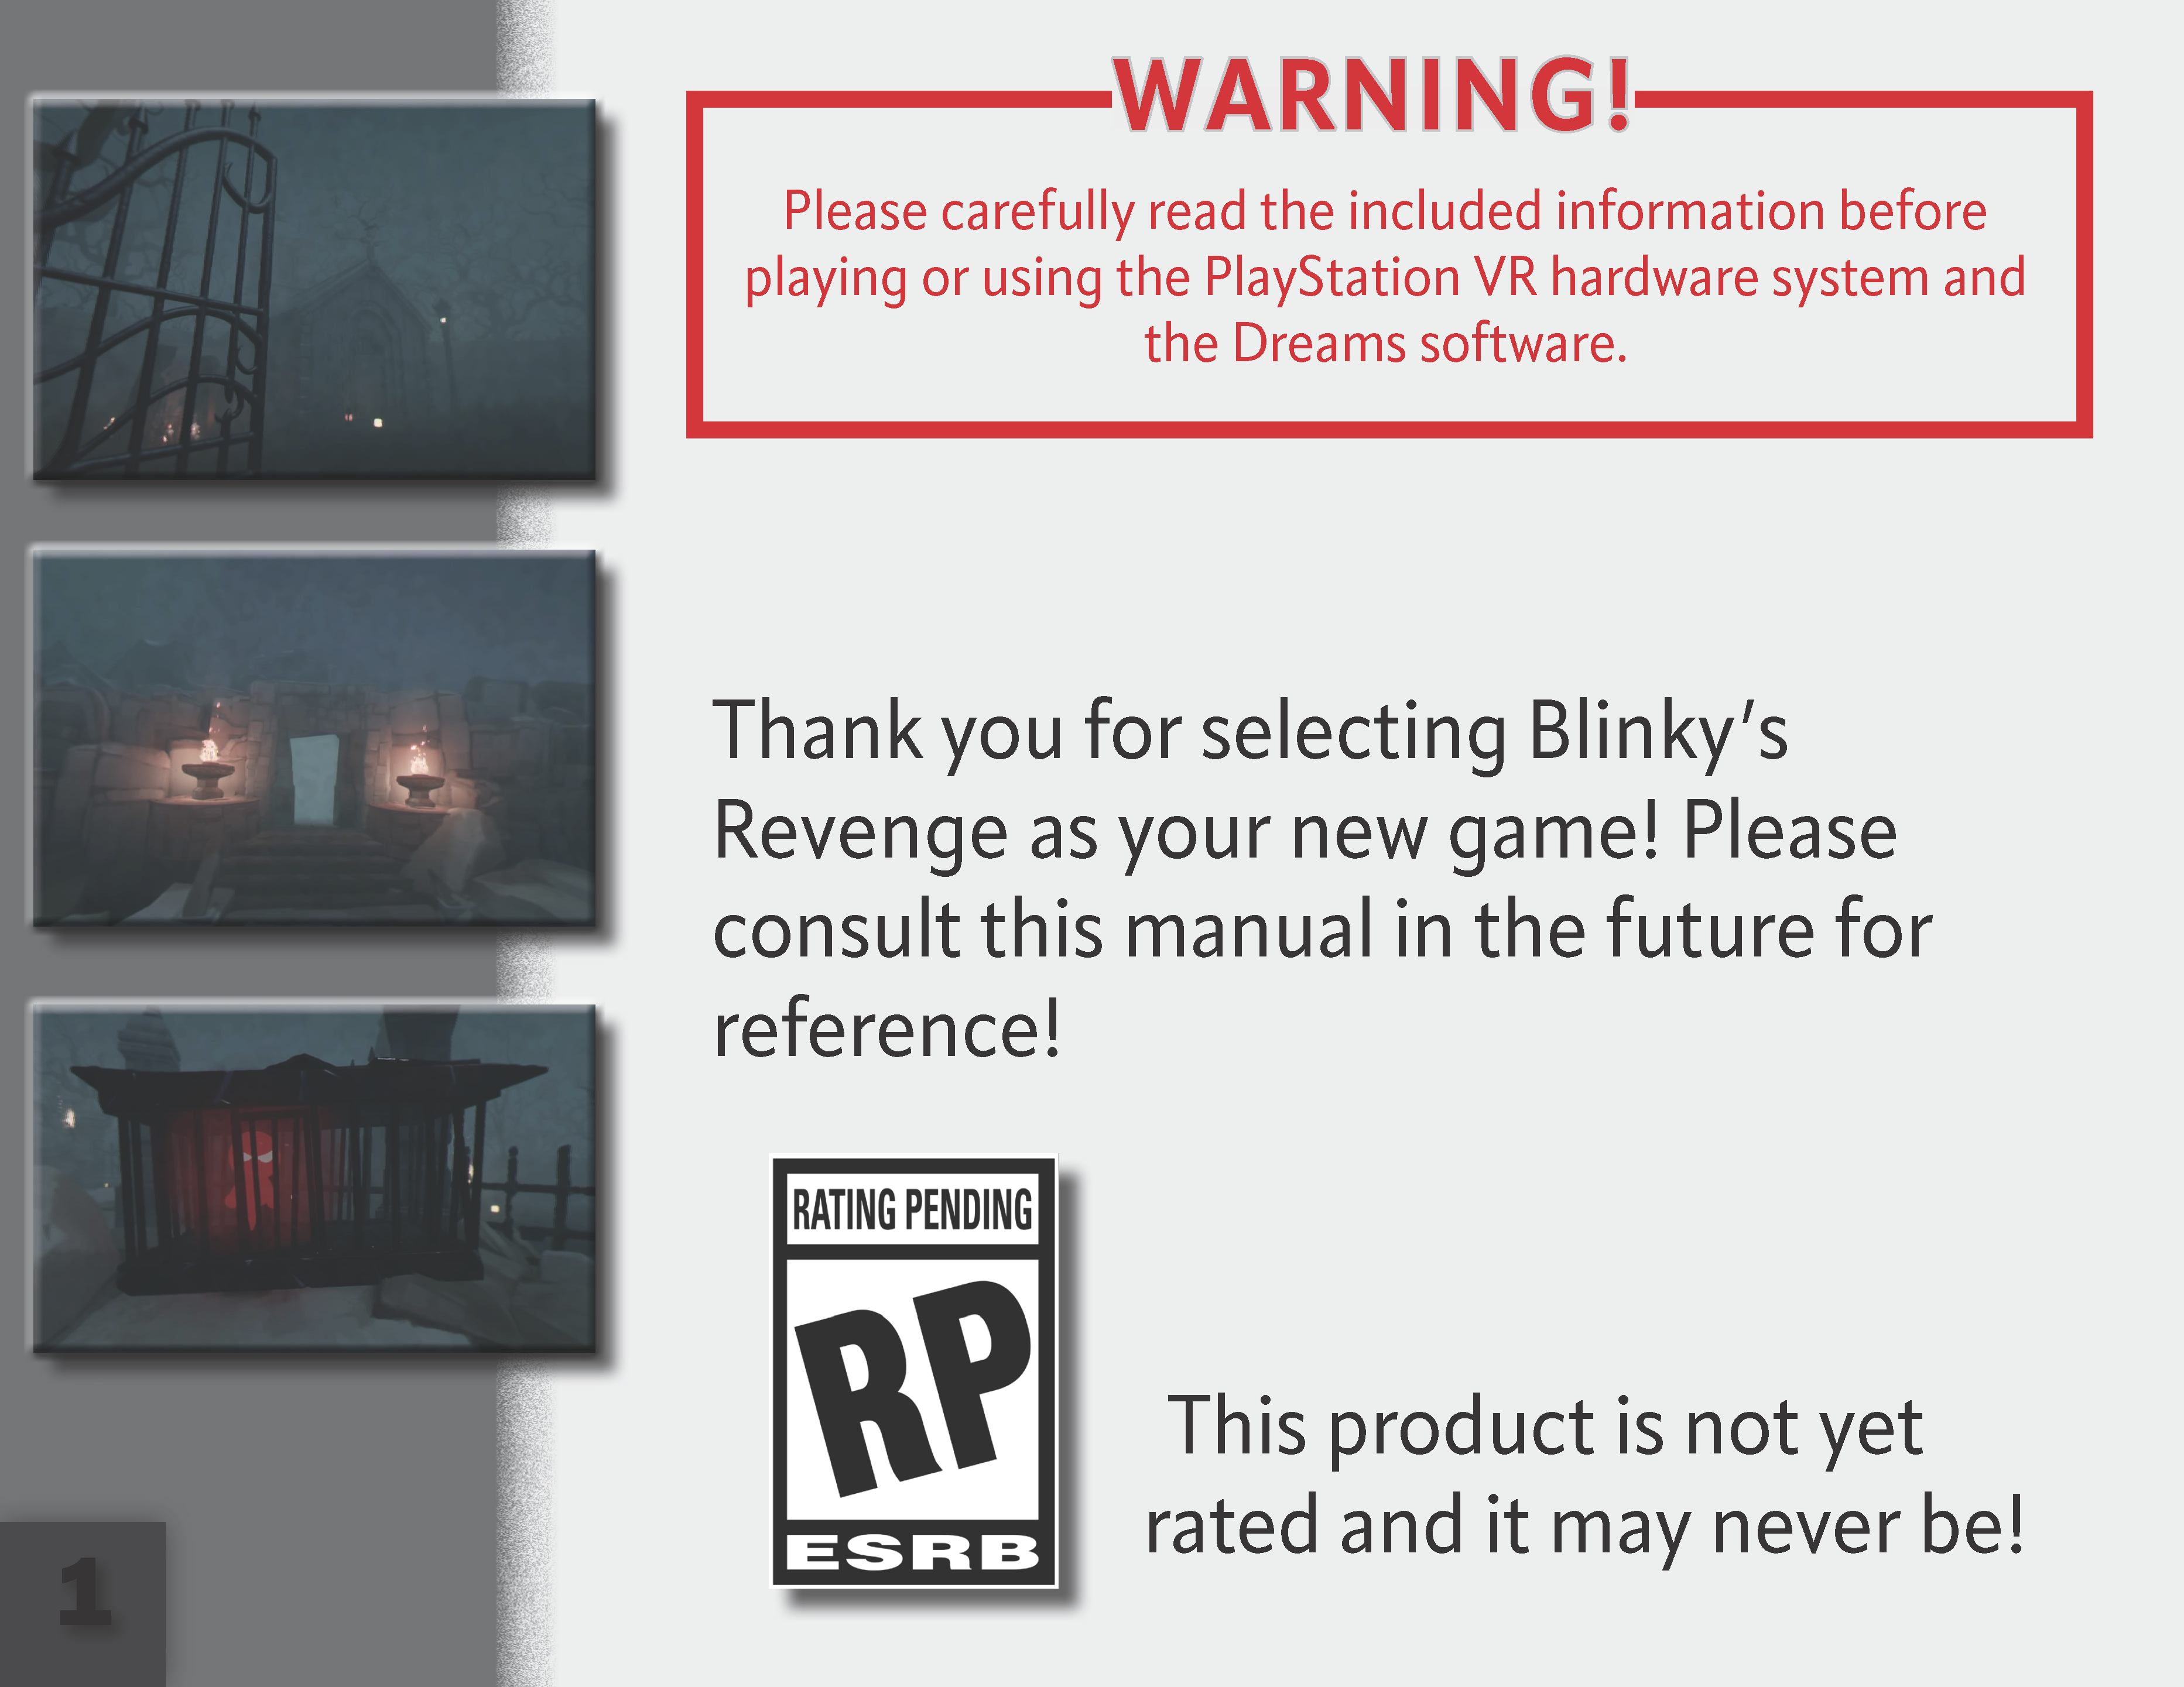 WARNING!
Please carefully read the included information before
playing or using the PlayStation VR hardware system and
the Dreams software.
Thank you for selecting Blinky's
Revenge as your new game! Please
consult this manual in the future for
reference!
RATING PENDING
RP
ESRB
This product is not yet
rated and it may never be!
1